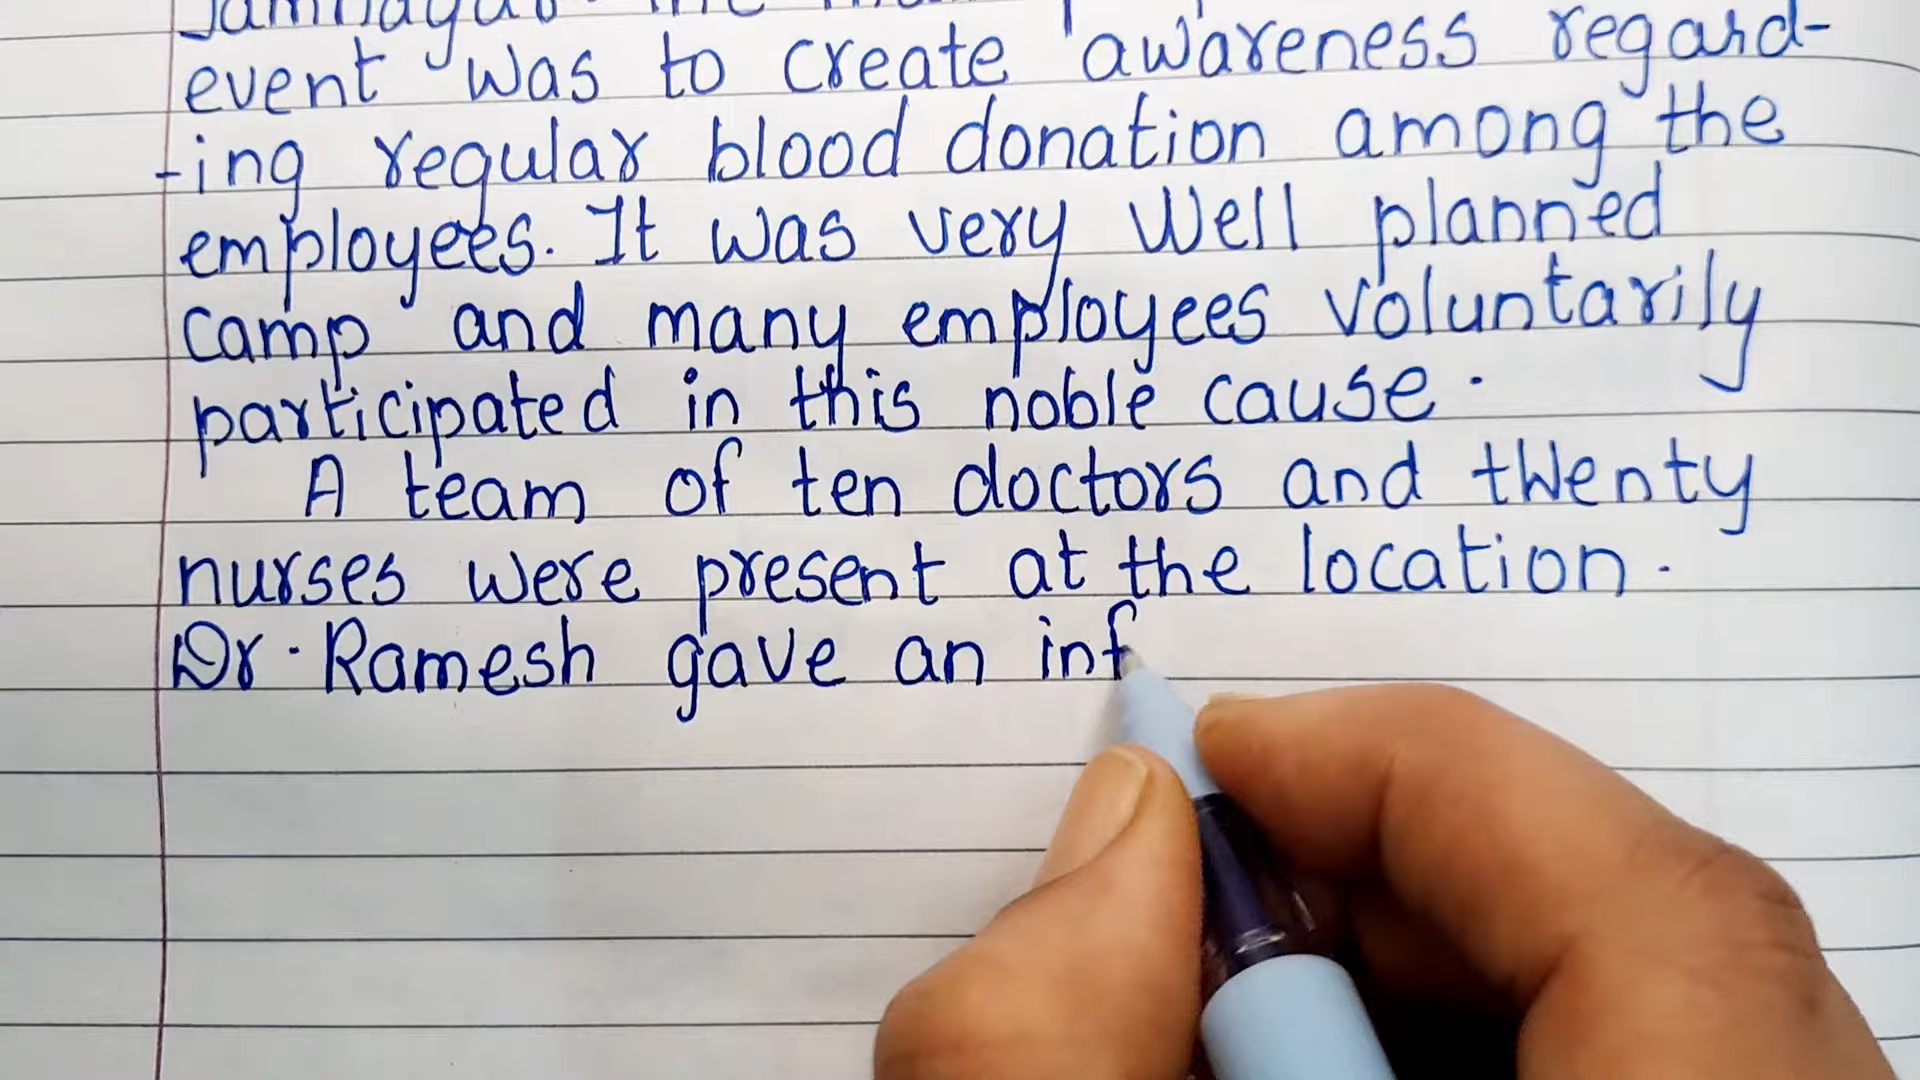 event was to create awareness regard-
-ing regular blood donation among the
employees. It was very well planned
camp and many employees voluntarily
participated in this noble cause.
A team of ten doctors and twenty
nurses were present at the location.
Dr. Ramesh gave an inf